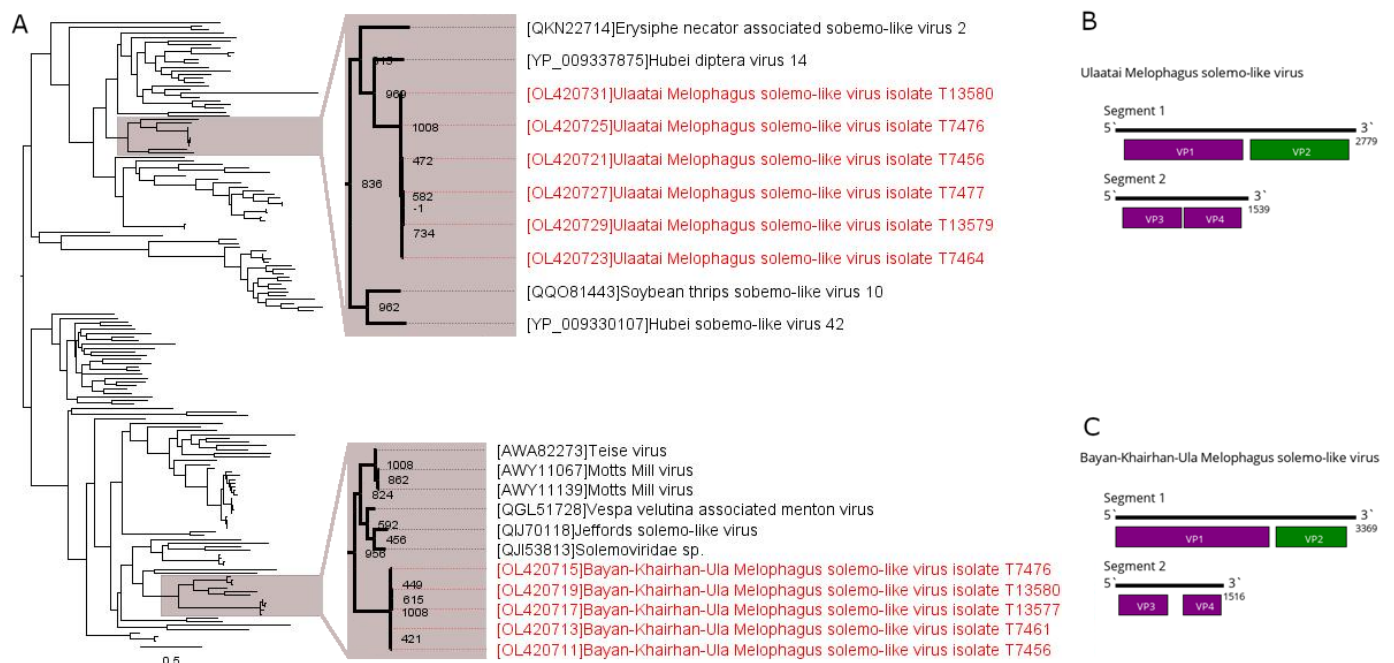 A
[QKN22714]Erysiphe necator associated sobemo-like virus 2
[YP_009337875]Hubei diptera virus 14
[OL420731]Ulaatai Melophagus solemo-like virus isolate T13580
[OL420725]Ulaatai Melophagus solemo-like virus isolate T7476
[OL420721]Ulaatai Melophagus solemo-like virus isolate T7456
[OL420727]Ulaatai Melophagus solemo-like virus isolate T7477
[OL420729]Ulaatai Melophagus solemo-like virus isolate T13579
[OL420723]Ulaatai Melophagus solemo-like virus isolate T7464
[QQO81443]Soybean thrips sobemo-like virus 10
[YP_009330107]Hubei sobemo-like virus 42
1008
472
836
582
-1
734
962
[AWA82273]Teise virus
[AWY11067]Motts Mill virus
[AWY11139]Motts Mill virus
[QGL51728]Vespa velutina associated menton virus
[QIJ70118]Jeffords solemo-like virus
[QJI53813]Solemoviridae sp.
[OL420715]Bayan-Khairhan-Ula Melophagus solemo-like virus isolate T7476
[OL420719]Bayan-Khairhan-Ula Melophagus solemo-like virus isolate T13580
[OL420717]Bayan-Khairhan-Ula Melophagus solemo-like virus isolate T13577
[OL420713]Bayan-Khairhan-Ula Melophagus solemo-like virus isolate T7461
[OL420711]Bayan-Khairhan-Ula Melophagus solemo-like virus isolate T7456
1008
862
824
592
456
956
449
615
1008
421
0.5
B
Ulaatai Melophagus solemo-like virus
Segment 1
5` 3`
2779
VP1 VP2
Segment 2
5` 3`
1539
VP3 VP4
C
Bayan-Khairhan-Ula Melophagus solemo-like virus
Segment 1
5` 3`
3369
VP1 VP2
Segment 2
5` 3`
1516
VP3 VP4